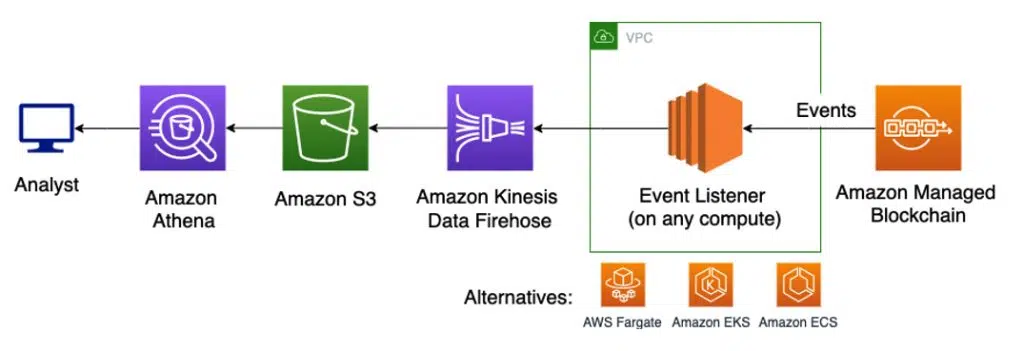 VPC
Events
Analyst
Amazon
Athena
Amazon S3
Amazon Kinesis
Data Firehose
Event Listener
(on any compute)
Amazon Managed
Blockchain
Alternatives:
AWS Fargate
Amazon EKS
Amazon ECS